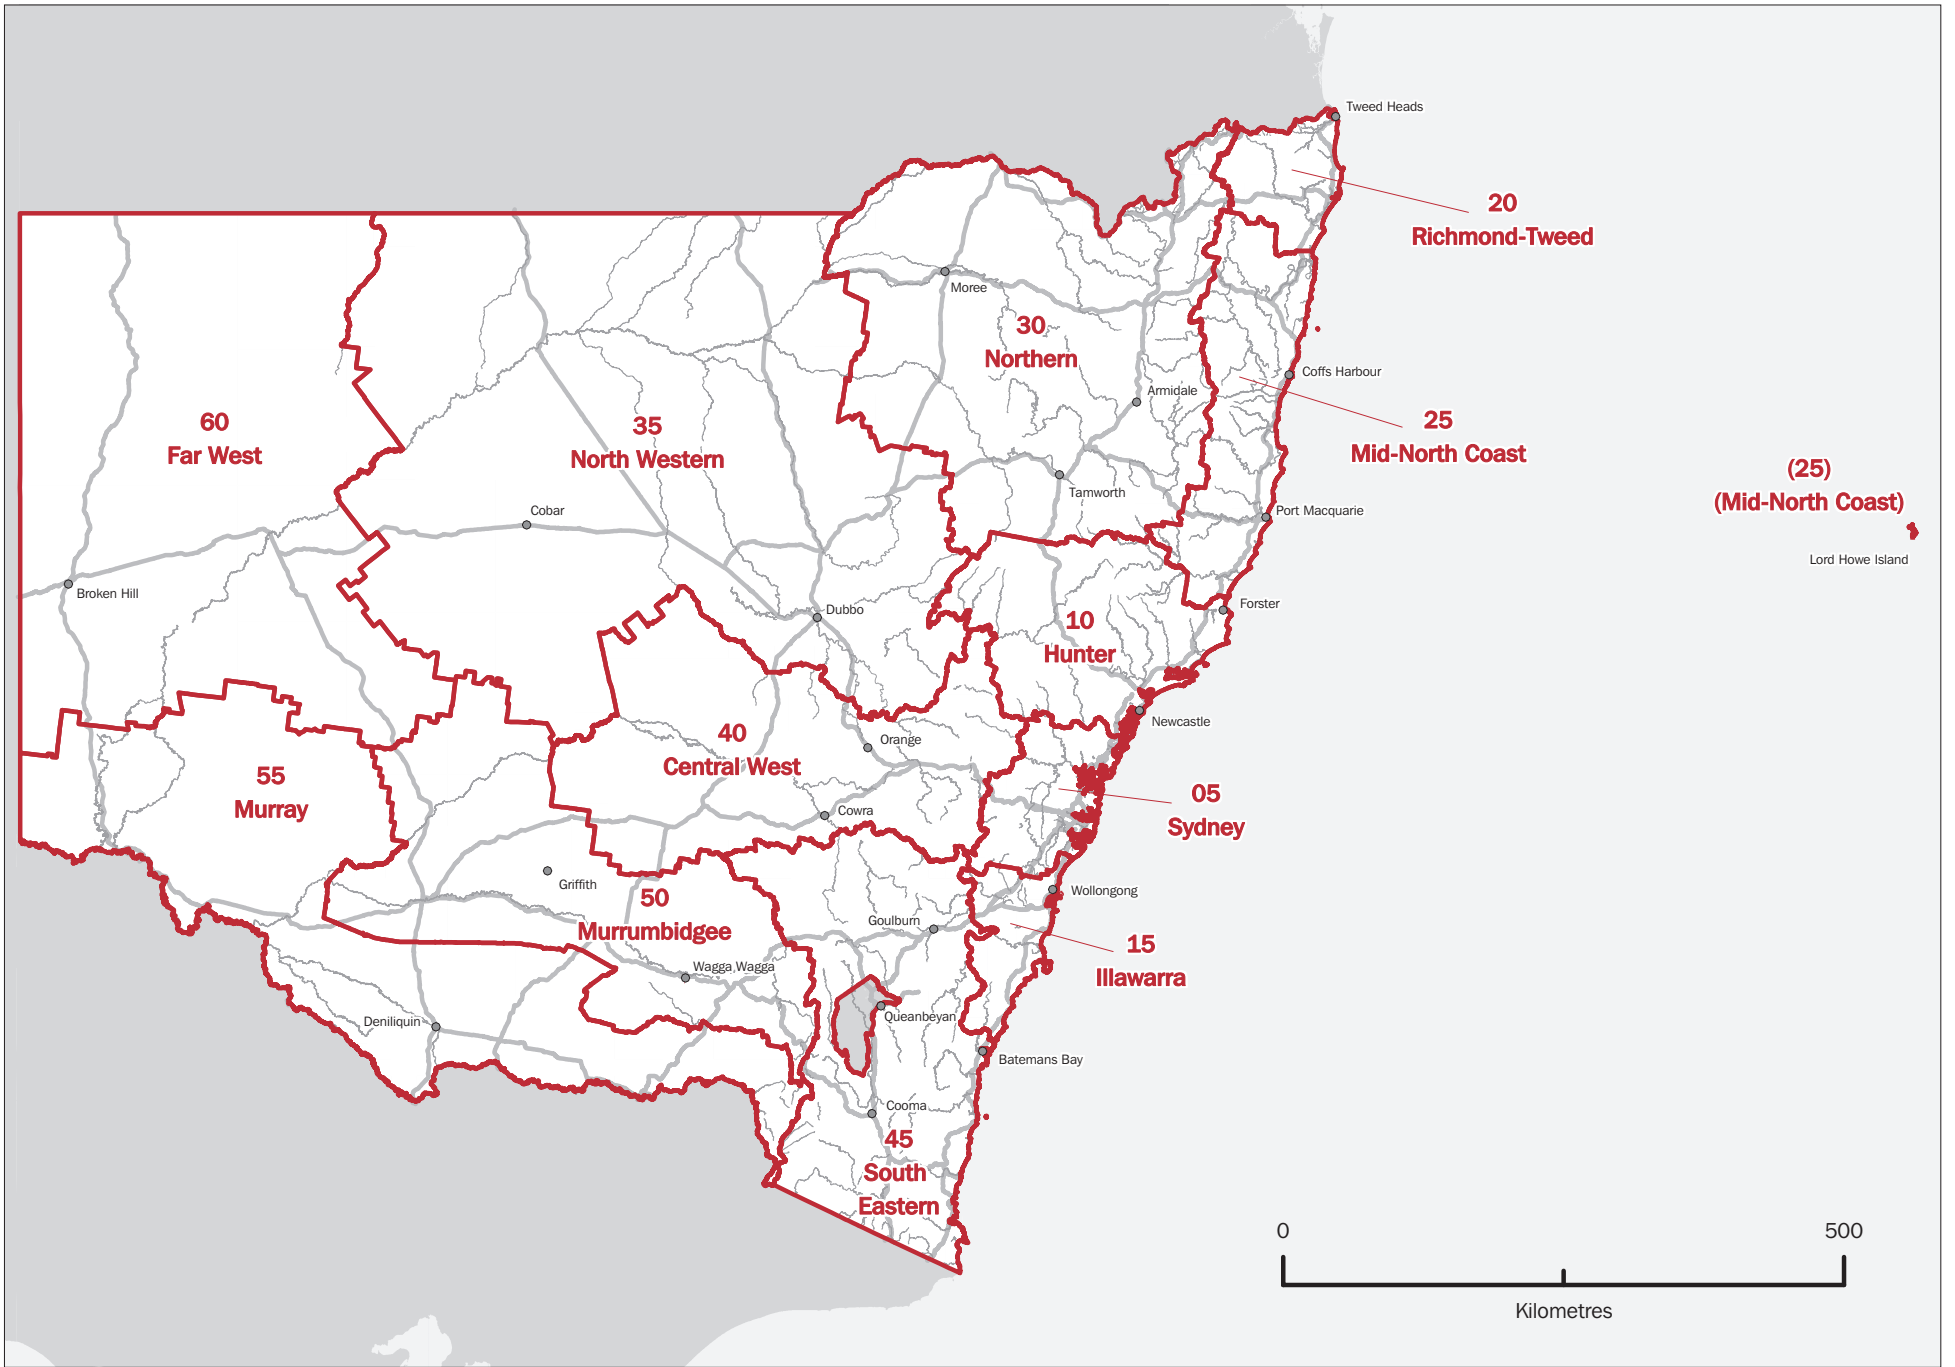 Tweed Heads
20
Richmond-Tweed
Moree
30
Northern
Coffs Harbour
Armidale
60
Far West
35
North Western
25
Mid-North Coast
(25)
(Mid-North Coast)
Lord Howe Island
Tamworth
Cobar
Port Macquarie
Broken Hill
Dubbo
Forster
10
Hunter
Newcastle
40
Central West
Orange
55
Murray
05
Sydney
Cowra
Griffith
50
Murrumbidgee
Wollongong
Goulburn
15
Illawarra
Wagga Wagga
Deniliquin
Queanbeyan
Batemans Bay
Cooma
45
South
Eastern
0
500
Kilometres